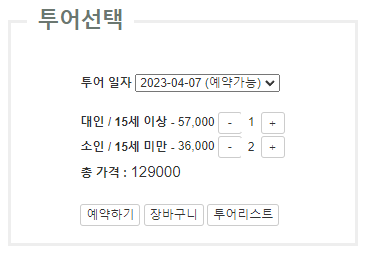 투어선택
투어 일자 2023-04-07 (예약가능)
대인 / 15세 이상 - 57,000 - 1 +
소인 / 15세 미만 - 36,000 - 2 +
총 가격 : 129000
예약하기 장바구니 투어리스트